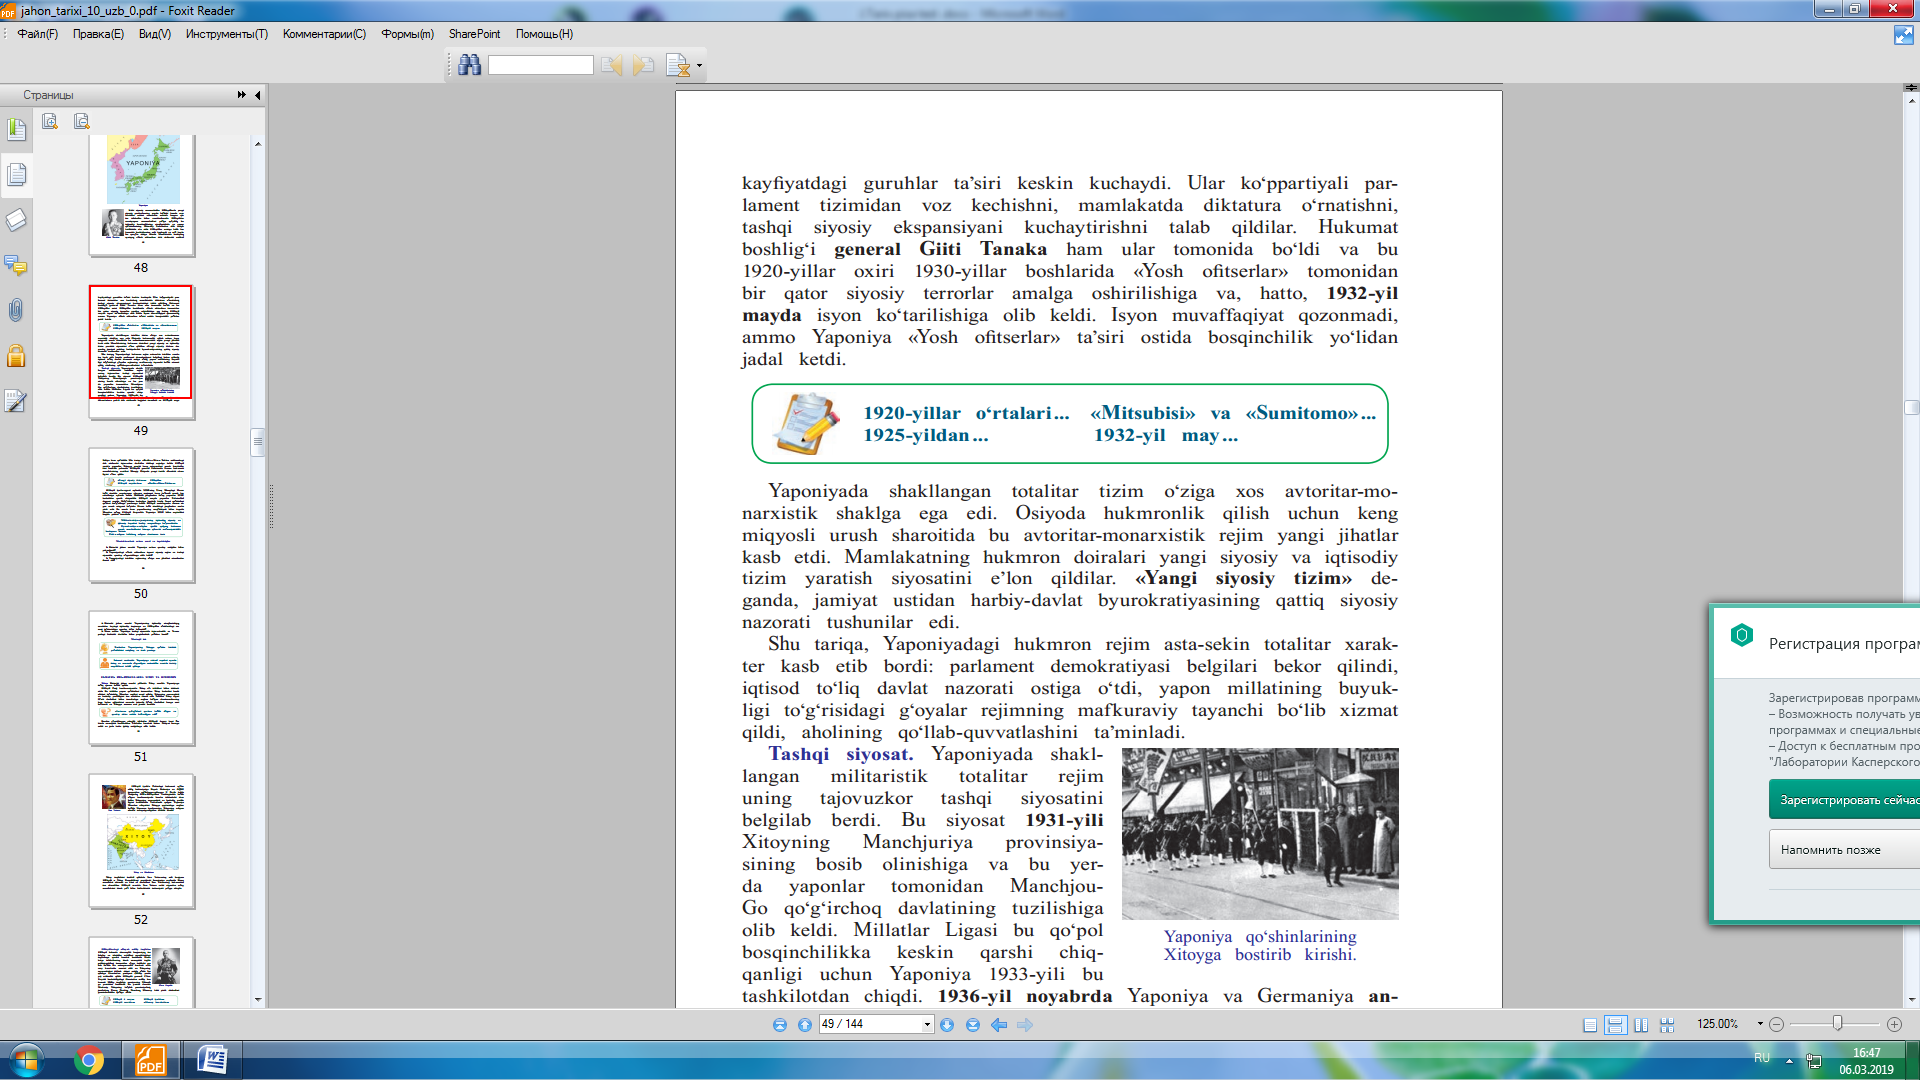 jahon_tarixi_10_uzb_0.pdf - Foxit Reader
Файл(F) Правка(E) Вид(V) Инструменты(T) Комментарии(C) Формы(m) SharePoint Помощь(H)
Страницы
YAPONIYA
48
49
50
51
52
kayfiyatdagi guruhlar ta’siri keskin kuchaydi. Ular ko‘ppartiyali par-
lament tizimidan voz kechishni, mamlakatda diktatura o‘rnatishni,
tashqi siyosiy ekspansiyani kuchaytirishni talab qildilar. Hukumat
boshlig‘i general Giiti Tanaka ham ular tomonida bo‘ldi va bu
1920-yillar oxiri 1930-yillar boshlarida «Yosh ofitserlar» tomonidan
bir qator siyosiy terrorlar amalga oshirilishiga va, hatto, 1932-yil
mayda isyon ko‘tarilishiga olib keldi. Isyon muvaffaqiyat qozonmadi,
ammo Yaponiya «Yosh ofitserlar» ta’siri ostida bosqinchilik yo‘lidan
jadal ketdi.
1920-yillar o‘rtalari... «Mitsubisi» va «Sumitomo»...
1925-yildan... 1932-yil may...
Yaponiyada shakllangan totalitar tizim o‘ziga xos avtoritar-mo-
narxistik shaklga ega edi. Osiyoda hukmronlik qilish uchun keng
miqyosli urush sharoitida bu avtoritar-monarxistik rejim yangi jihatlar
kasb etdi. Mamlakatning hukmron doiralari yangi siyosiy va iqtisodiy
tizim yaratish siyosatini e’lon qildilar. «Yangi siyosiy tizim» de-
ganda, jamiyat ustidan harbiy-davlat byurokratiyasining qattiq siyosiy
nazorati tushunilar edi.
Shu tariqa, Yaponiyadagi hukmron rejim asta-sekin totalitar xarak-
ter kasb etib bordi: parlament demokratiyasi belgilari bekor qilindi,
iqtisod to‘liq davlat nazorati ostiga o‘tdi, yapon millatining buyuk-
ligi to‘g‘risidagi g‘oyalar rejimning mafkuraviy tayanchi bo‘lib xizmat
qildi, aholining qo‘llab-quvvatlashini ta’minladi.
Tashqi siyosat. Yaponiyada shakl-
langan militaristik totalitar rejim
uning tajovuzkor tashqi siyosatini
belgilab berdi. Bu siyosat 1931-yili
Xitoyning Manchjuriya provinsiya-
sining bosib olinishiga va bu yer-
da yaponlar tomonidan Manchjou-
Go qo‘g‘irchoq davlatining tuzilishiga
olib keldi. Millatlar Ligasi bu qo‘pol
bosqinchilikka keskin qarshi chiq-
qanligi uchun Yaponiya 1933-yili bu
tashkilotdan chiqdi. 1936-yil noyabrda Yaponiya va Germaniya an-
Yaponiya qo‘shinlarining
Xitoyga bostirib kirishi.
Регистрация програм
Зарегистрировав программ
– Возможность получать ув
программах и специальные
– Доступ к бесплатным про
"Лаборатории Касперского
Зарегистрировать сейчас
Напомнить позже
49 / 144
125.00%
RU
16:47
06.03.2019